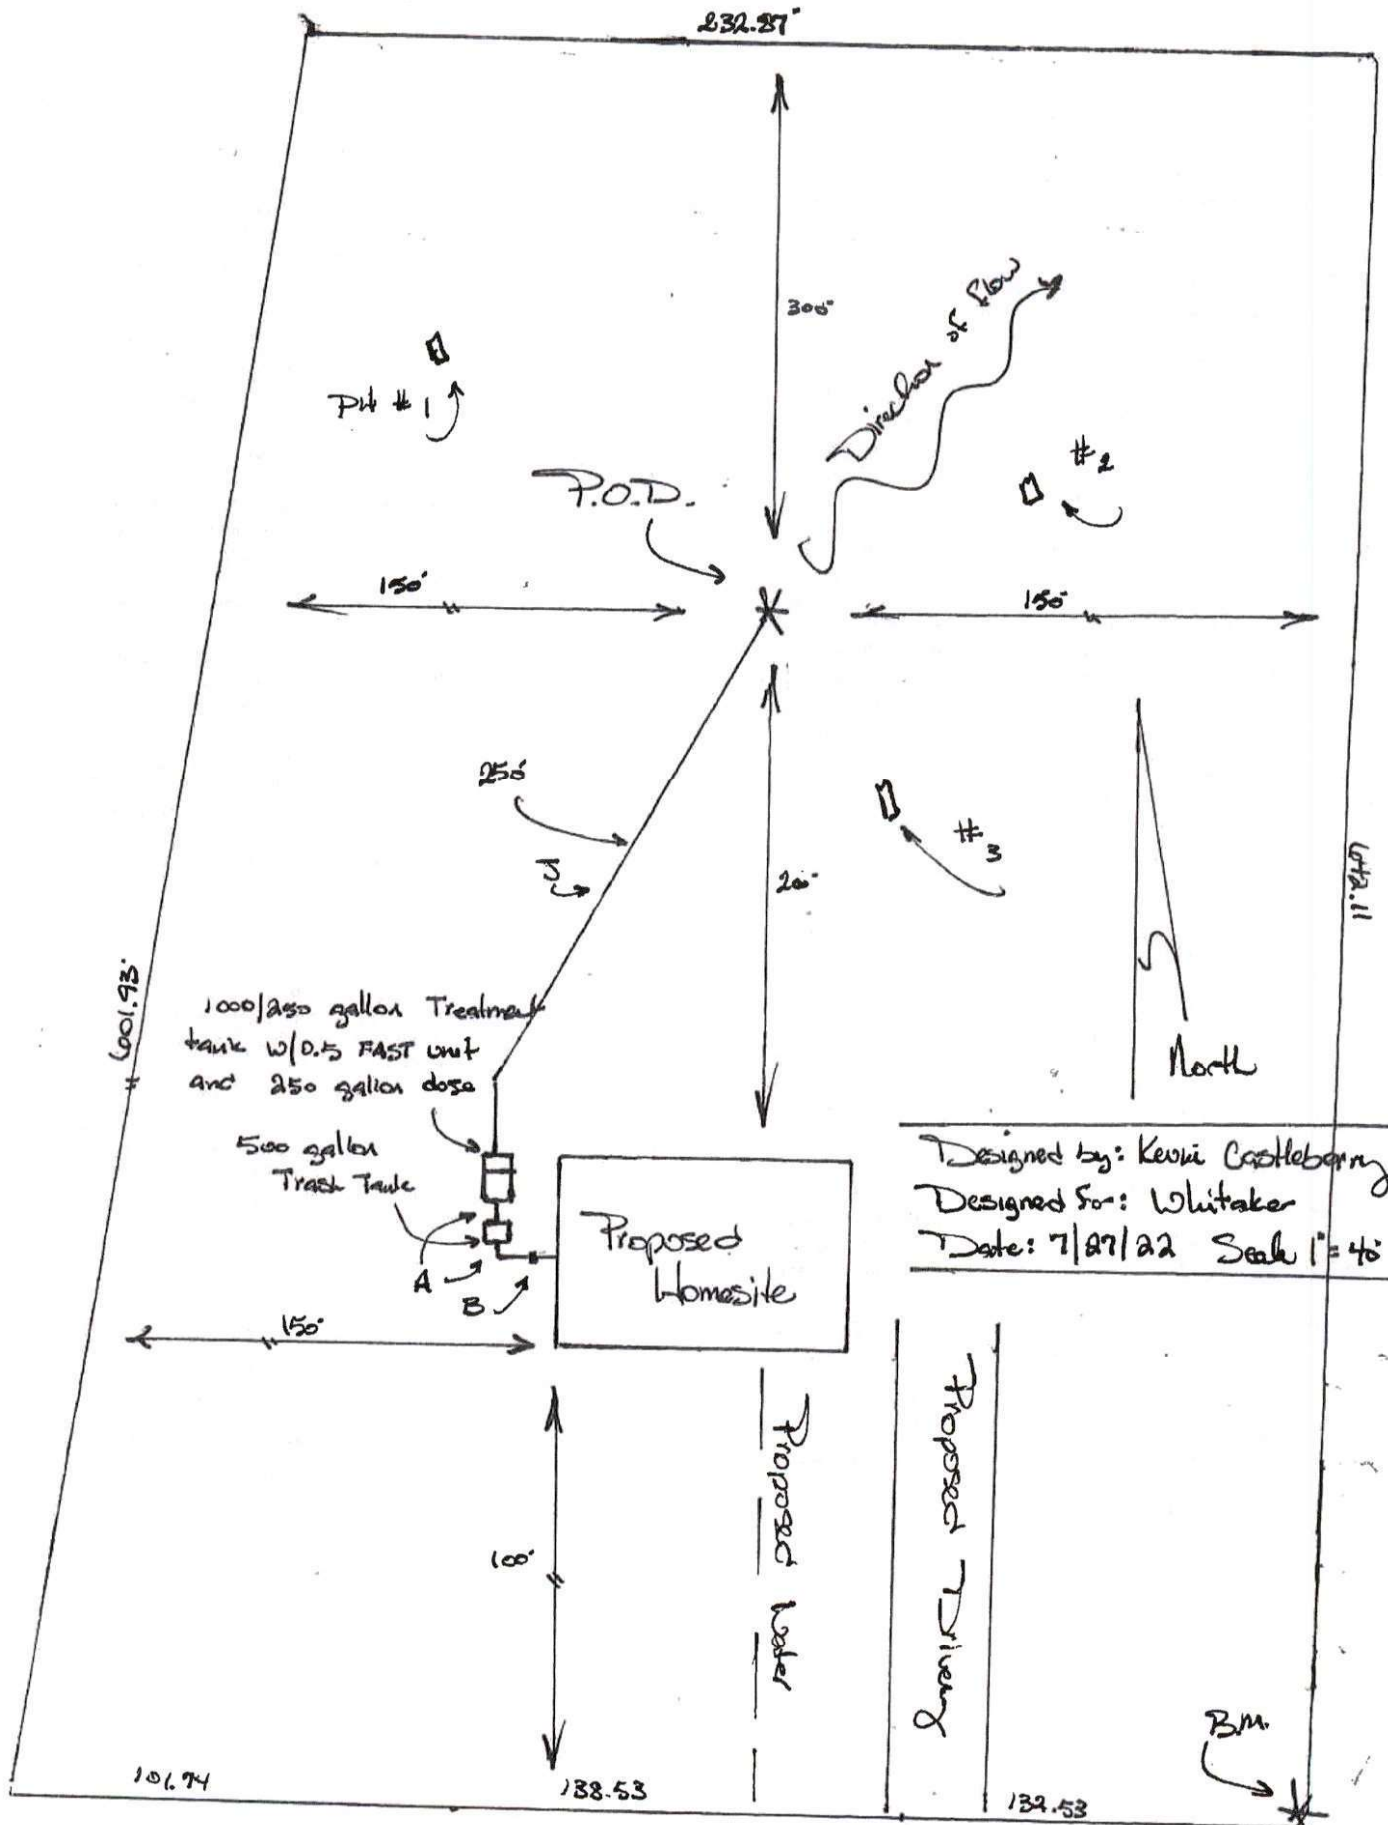 232.87'
300'
Direction of flow
Pit #1
#2
P.O.D.
150'
150'
250'
J
200'
#3
601.93'
642.11
1000/250 gallon Treatment
tank w/0.5 FAST unit
and 250 gallon dose
North
500 gallon
Trash Tank
Designed by: Kevin Castleberry
Designed for: Whitaker
Date: 7/27/22 Scale 1"=40'
Proposed
Homesite
A
B
150'
Proposed Water
Proposed Driveway
100'
B.M.
101.74
138.53
132.53